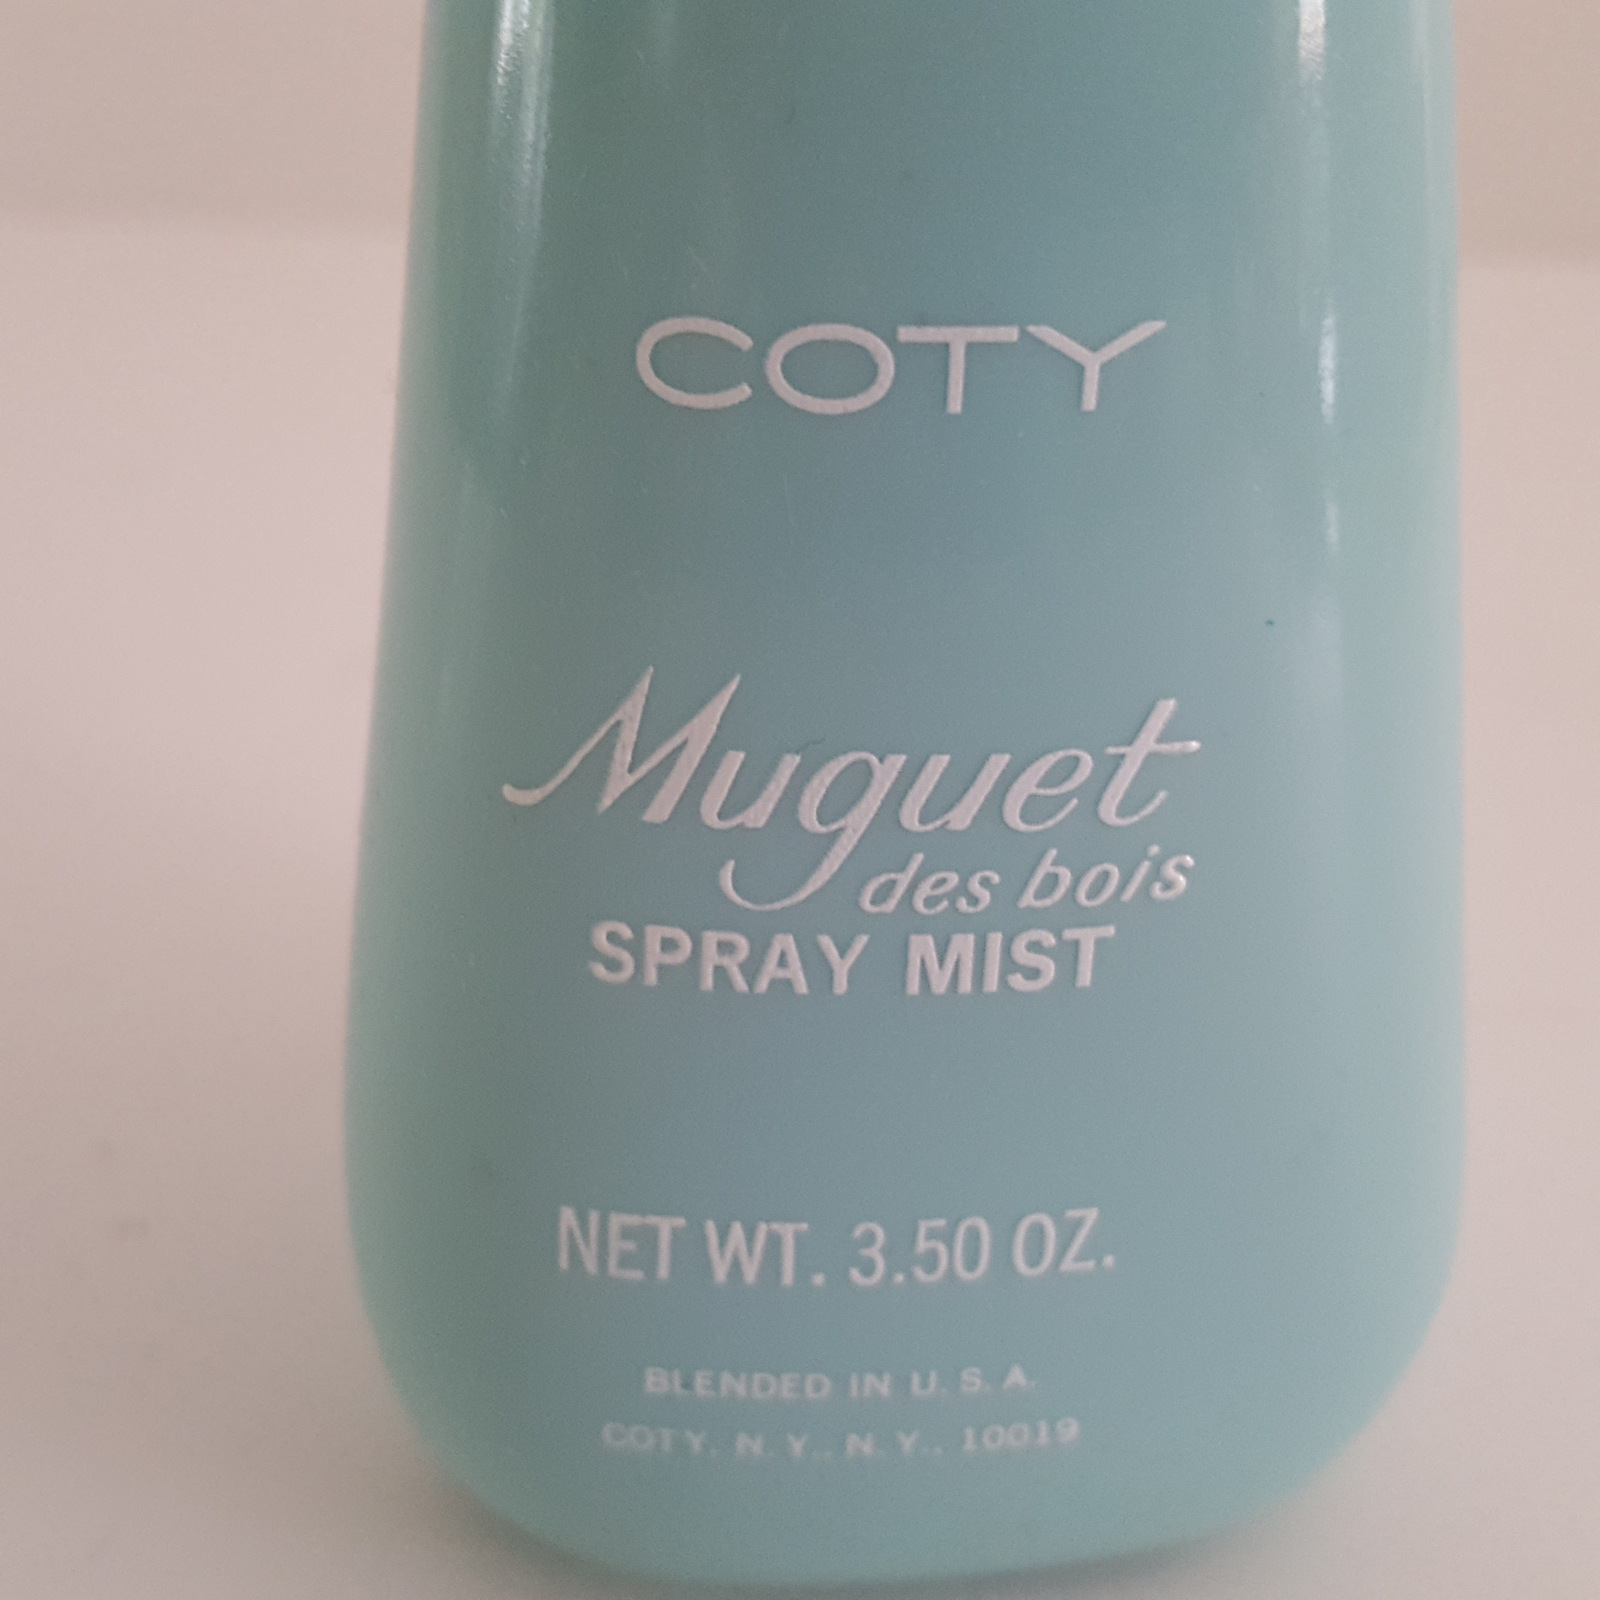 COTY
Muguet
des bois
SPRAY MIST
NET WT. 3.50 OZ.
BLENDED IN U. S. A.
COTY, N. Y., N. Y., 10019